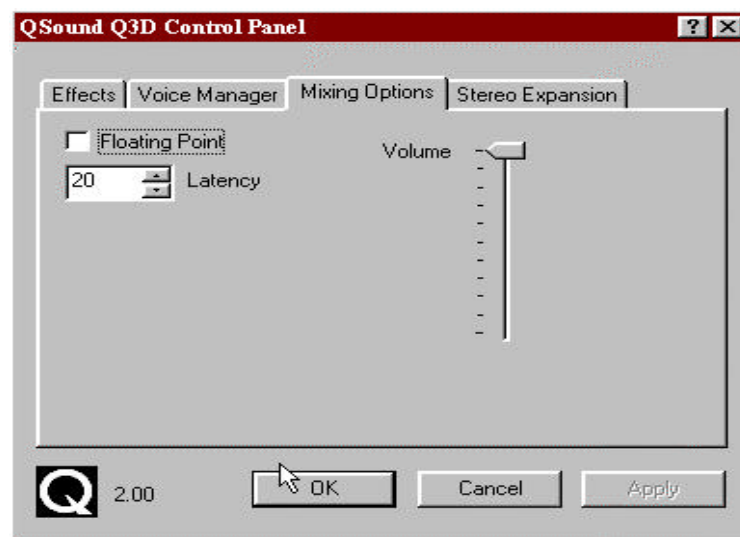 QSound Q3D Control Panel ? X
Effects Voice Manager Mixing Options Stereo Expansion
Floating Point
Volume
20 Latency
Q 2.00 OK Cancel Apply